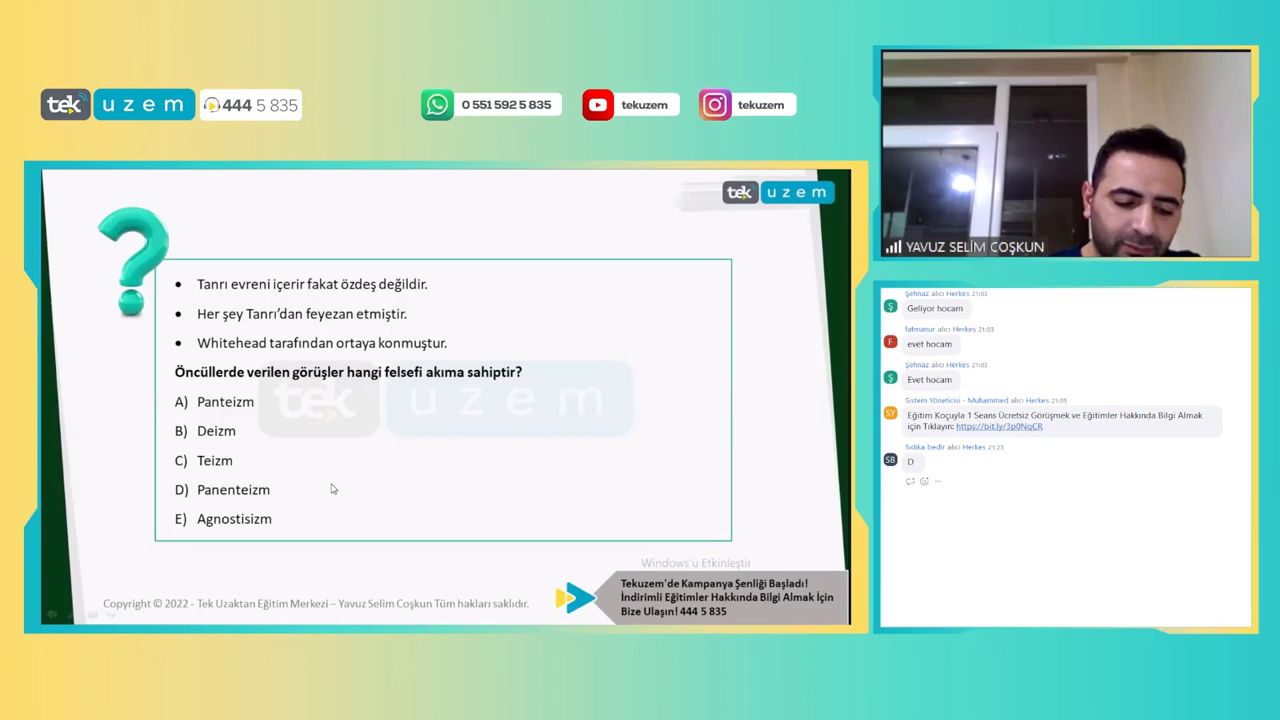 tek uzem 444 5 835
0 551 592 5 835
tekuzem
tekuzem
tek uzem
• Tanrı evreni içerir fakat özdeş değildir.
• Her şey Tanrı’dan feyezan etmiştir.
• Whitehead tarafından ortaya konmuştur.
Öncüllerde verilen görüşler hangi felsefi akıma sahiptir?
tek uzem
A) Panteizm
B) Deizm
C) Teizm
D) Panenteizm
E) Agnostisizm
Windows'u Etkinleştir
Copyright © 2022 - Tek Uzaktan Eğitim Merkezi – Yavuz Selim Coşkun Tüm hakları saklıdır.
Tekuzem'de Kampanya Şenliği Başladı!
İndirimli Eğitimler Hakkında Bilgi Almak İçin
Bize Ulaşın! 444 5 835
YAVUZ SELİM COŞKUN
Şehnaz alıcı Herkes 21:03
Ş
Geliyor hocam
fatmanur alıcı Herkes 21:03
F
evet hocam
Şehnaz alıcı Herkes 21:03
Ş
Evet hocam
Sistem Yöneticisi - Muhammed alıcı Herkes 21:05
SY
Eğitim Koçuyla 1 Seans Ücretsiz Görüşmek ve Eğitimler Hakkında Bilgi Almak
için Tıklayın: https://bit.ly/3p0NqCR
Sıdıka bedir alıcı Herkes 21:23
SB
D